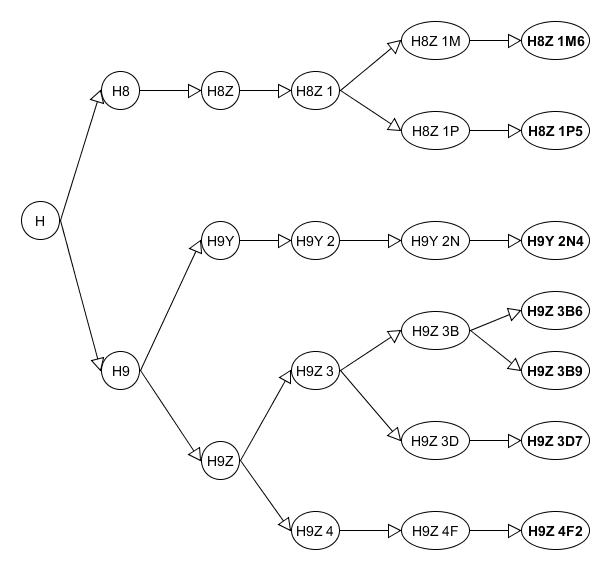 H
H8
H8Z
H8Z 1
H8Z 1M
H8Z 1M6
H8Z 1P
H8Z 1P5
H9
H9Y
H9Y 2
H9Y 2N
H9Y 2N4
H9Z
H9Z 3
H9Z 3B
H9Z 3B6
H9Z 3B9
H9Z 3D
H9Z 3D7
H9Z 4
H9Z 4F
H9Z 4F2